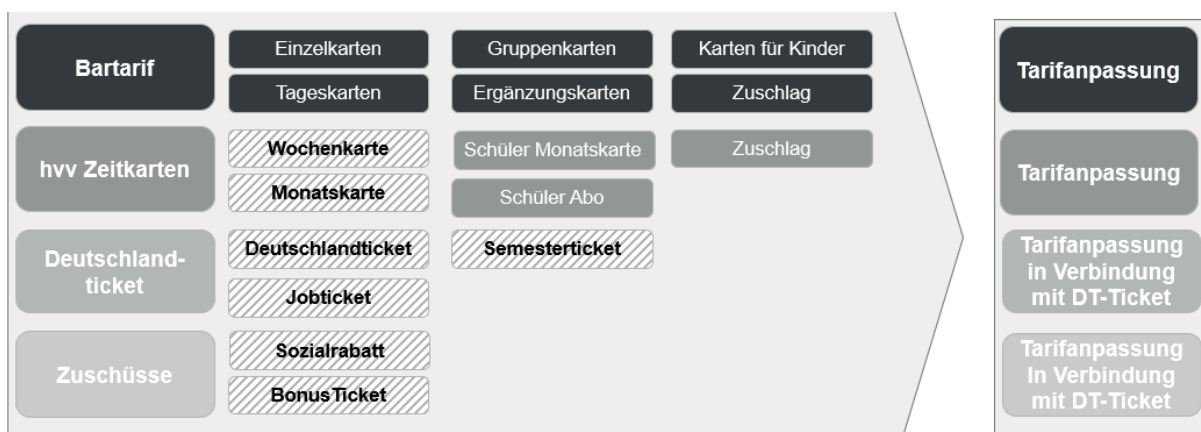 Bartarif
Einzelkarten
Gruppenkarten
Karten für Kinder
Tageskarten
Ergänzungskarten
Zuschlag
Tarifanpassung
hvv Zeitkarten
Wochenkarte
Schüler Monatskarte
Zuschlag
Monatskarte
Schüler Abo
Tarifanpassung
Deutschland-
ticket
Deutschlandticket
Semesterticket
Jobticket
Tarifanpassung
in Verbindung
mit DT-Ticket
Zuschüsse
Sozialrabatt
BonusTicket
Tarifanpassung
In Verbindung
mit DT-Ticket